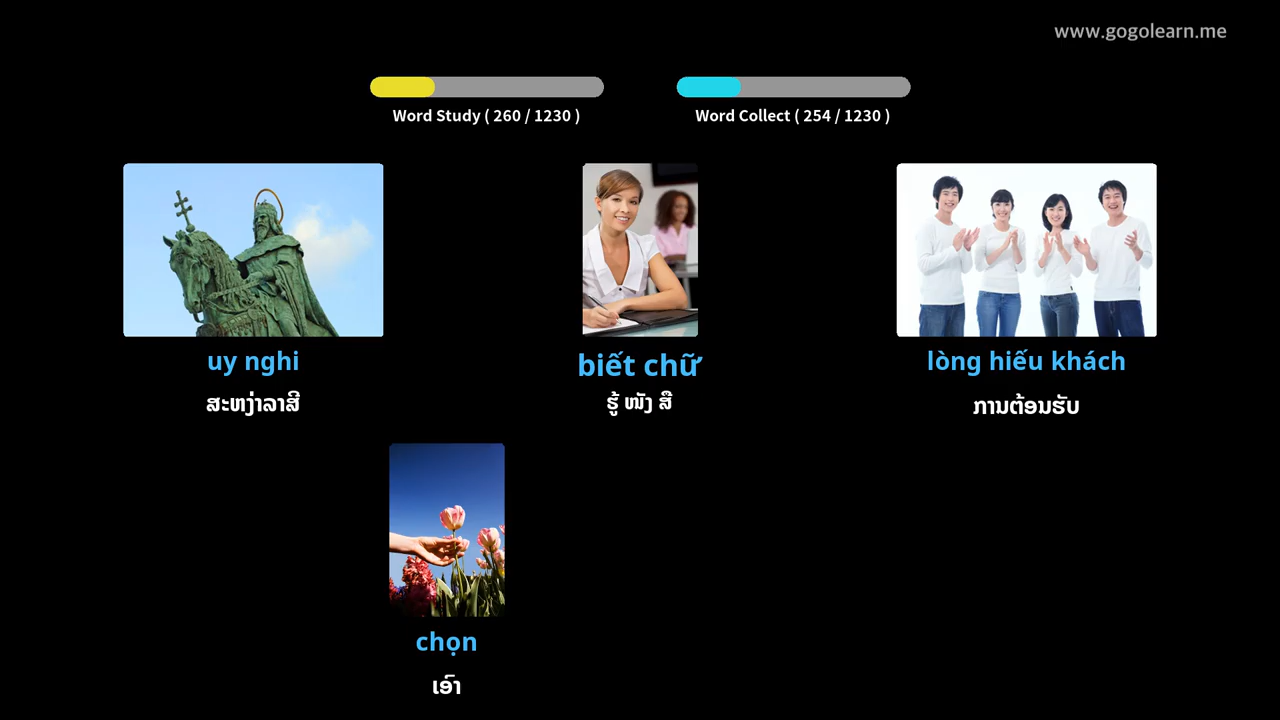 www.gogolearn.me
Word Study ( 260 / 1230 )
Word Collect ( 254 / 1230 )
uy nghi
ສະຫງ່າລາສີ
biết chữ
ຮູ້ ໜັງ ສື
lòng hiếu khách
ການຕ້ອນຮັບ
chọn
ເອົາ